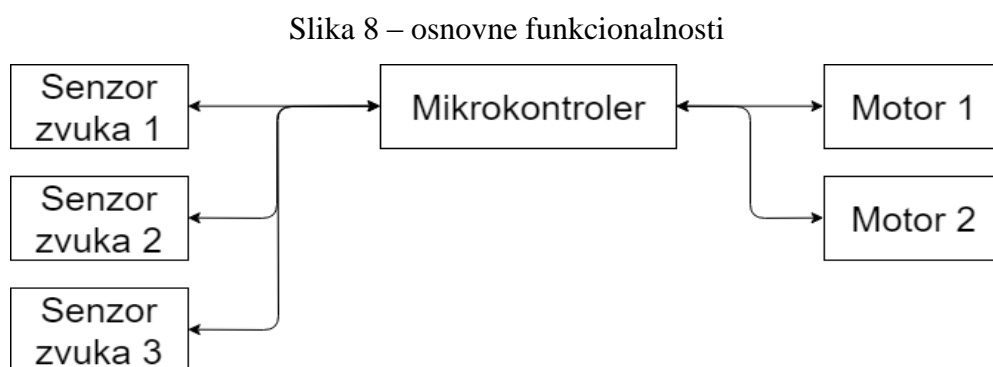 Slika 8 – osnovne funkcionalnosti
Senzor
zvuka 1
Mikrokontroler
Motor 1
Senzor
zvuka 2
Motor 2
Senzor
zvuka 3